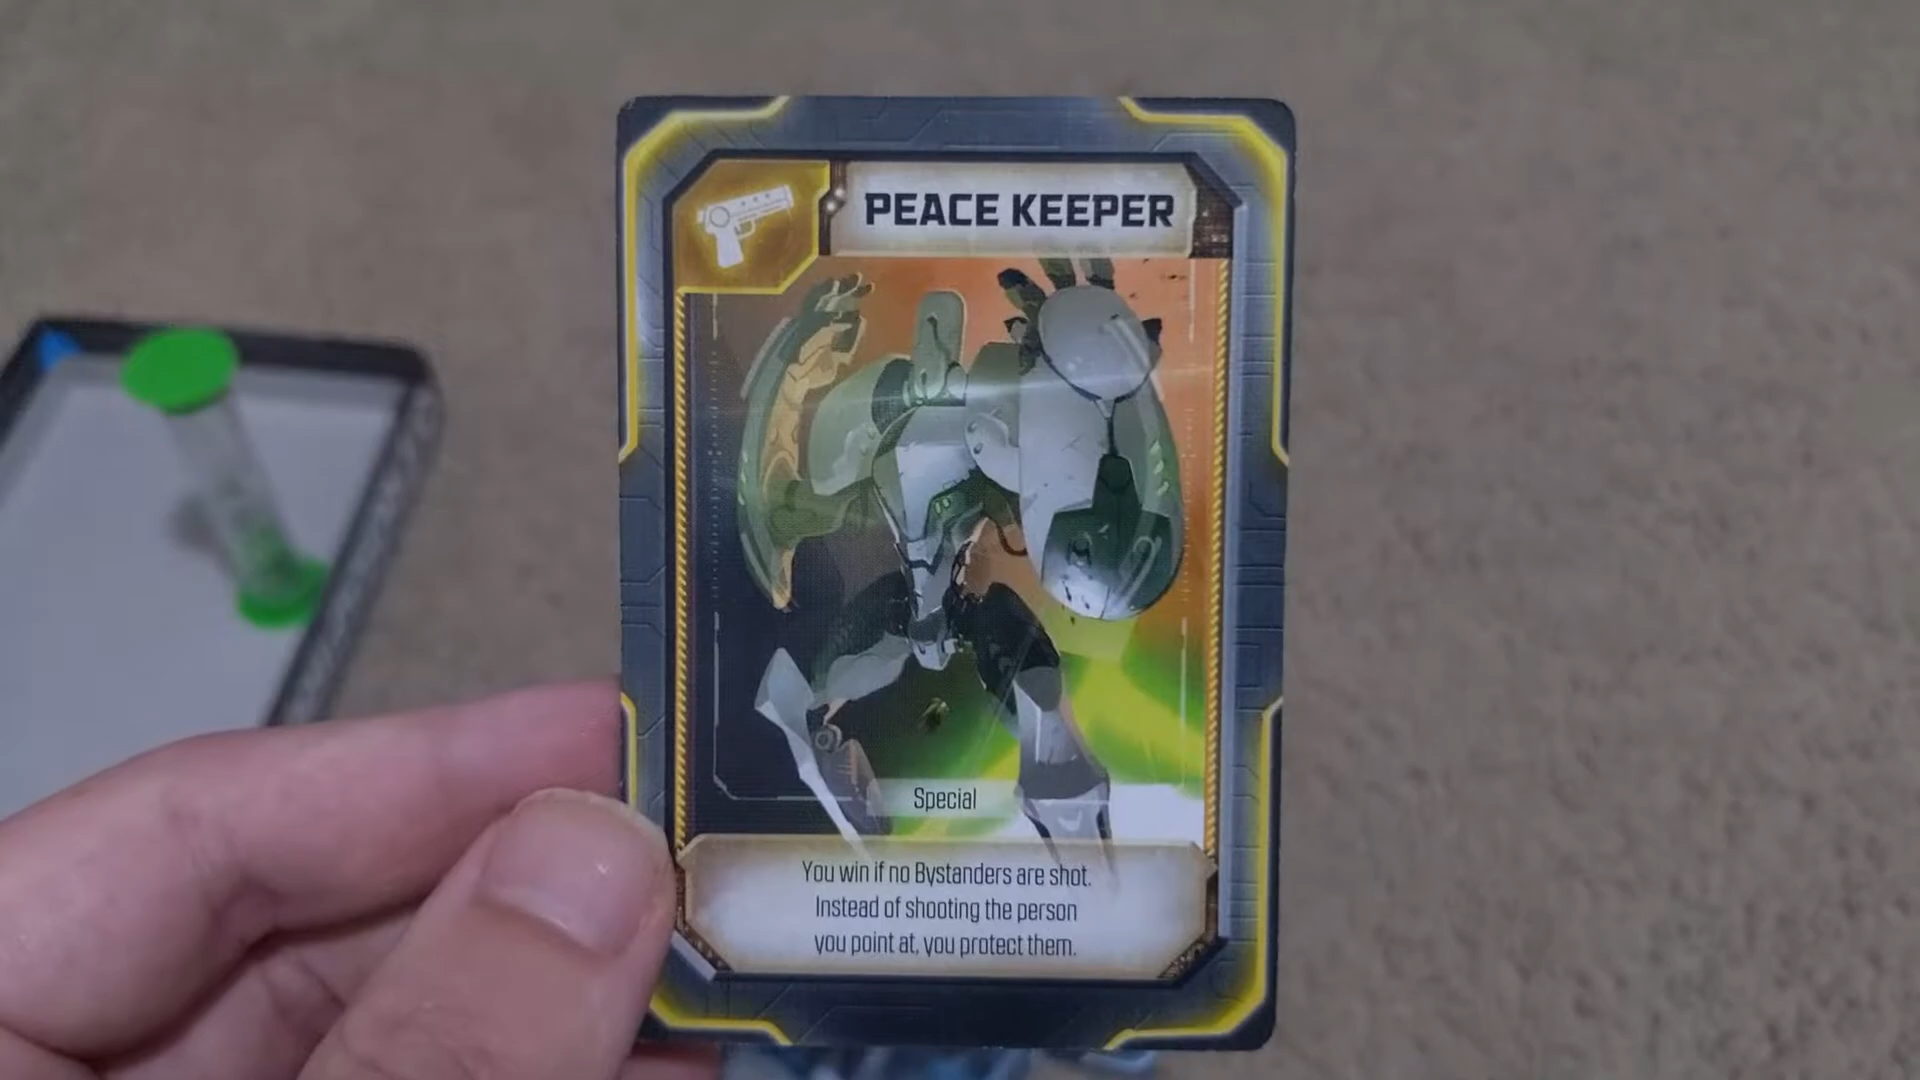 PEACE KEEPER
Special
You win if no Bystanders are shot.
Instead of shooting the person
you point at, you protect them.